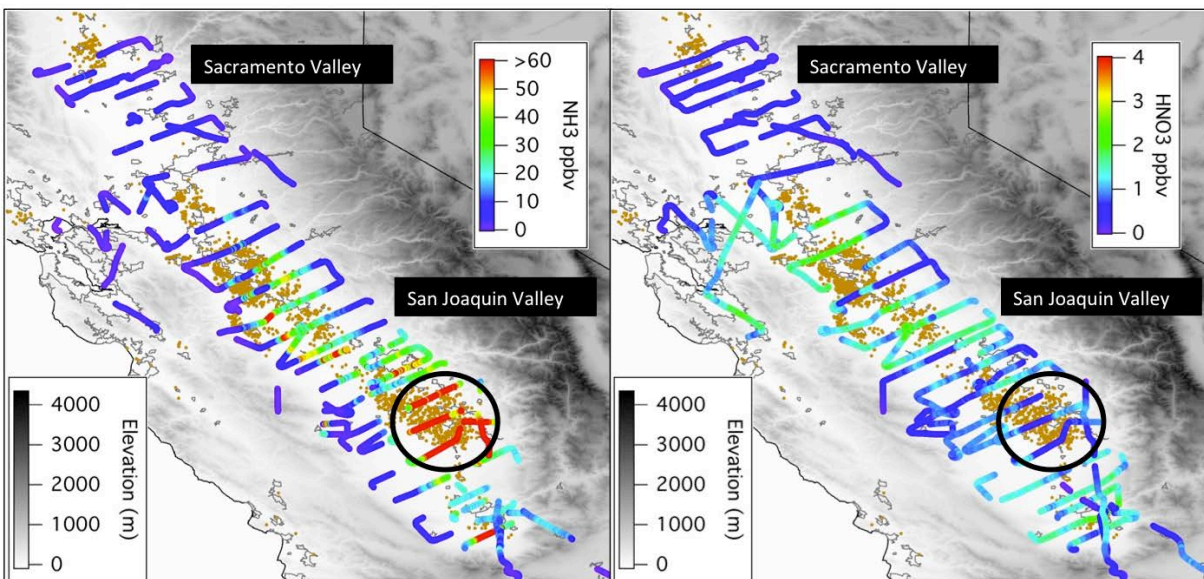 Sacramento Valley
>60
50
40
30
20
10
0
NH3 ppbv
San Joaquin Valley
4000
3000
2000
1000
0
Elevation (m)
Sacramento Valley
4
3
2
1
0
HNO3 ppbv
San Joaquin Valley
4000
3000
2000
1000
0
Elevation (m)